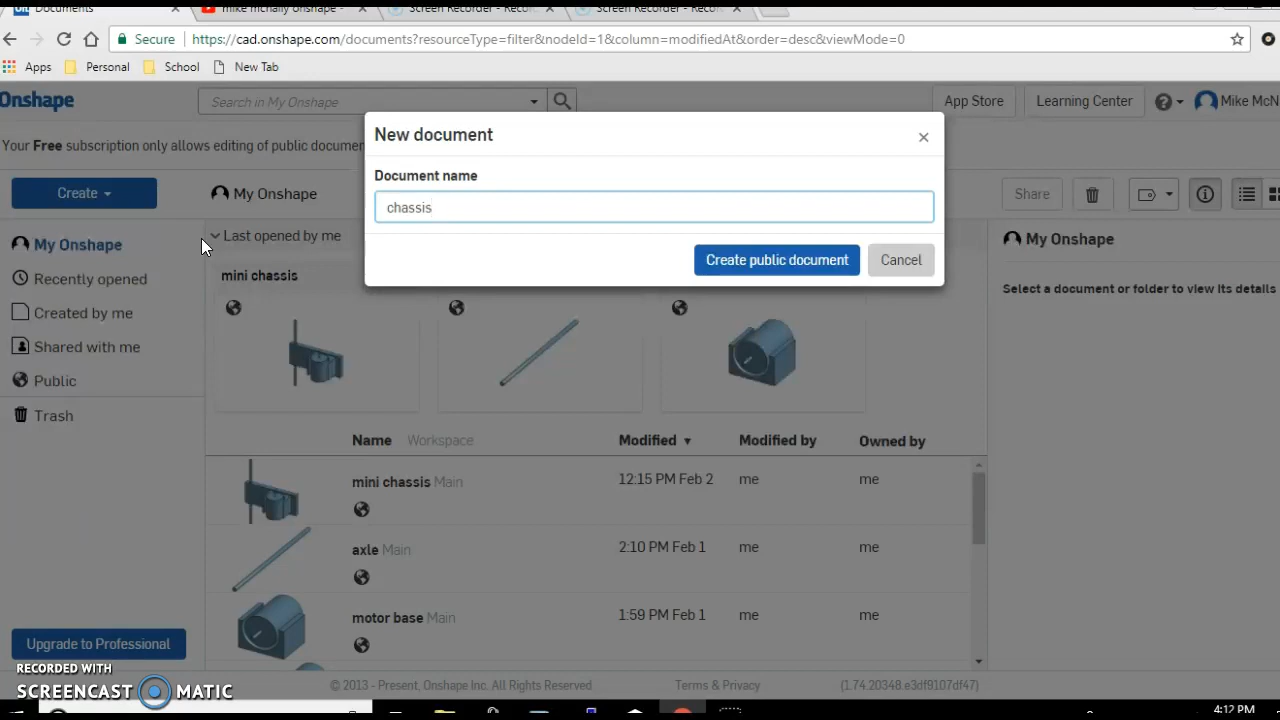 Documents
mike mcnally onshape -
Screen Recorder - Reco
Screen Recorder - Reco
Secure
https://cad.onshape.com/documents?resourceType=filter&nodeId=1&column=modifiedAt&order=desc&viewMode=0
Apps Personal School New Tab
Onshape
Search in My Onshape
App Store Learning Center Mike McN
Your Free subscription only allows editing of public documen
New document
Document name
chassis
Create public document Cancel
Create My Onshape Share
My Onshape
Recently opened
Created by me
Shared with me
Public
Trash
Upgrade to Professional
Last opened by me
mini chassis
Name Workspace Modified ▼ Modified by Owned by
mini chassis Main 12:15 PM Feb 2 me me
axle Main 2:10 PM Feb 1 me me
motor base Main 1:59 PM Feb 1 me me
My Onshape
Select a document or folder to view its details
RECORDED WITH
SCREENCAST MATIC
© 2013 - Present, Onshape Inc. All Rights Reserved Terms & Privacy (1.74.20348.e3df9107df47)
4:12 PM